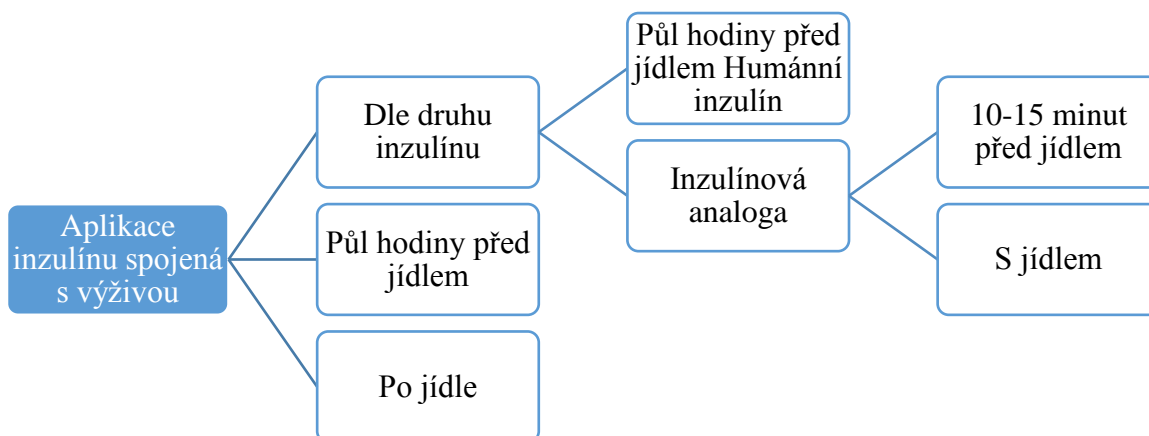 Aplikace
inzulínu spojená
s výživou
Dle druhu
inzulínu
Půl hodiny před
jídlem
Po jídle
Půl hodiny před
jídlem Humánní
inzulín
Inzulínová
analoga
10-15 minut
před jídlem
S jídlem